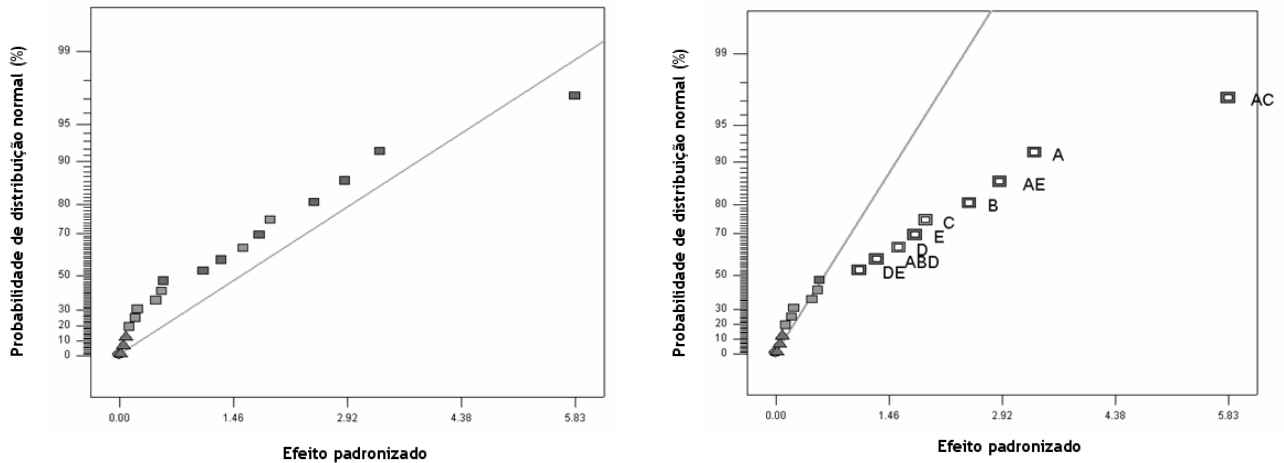 Probabilidade de distribuição normal (%)
99
95
90
80
70
50
30
20
10
0
0.00 1.46 2.92 4.38 5.83
Efeito padronizado
Probabilidade de distribuição normal (%)
99
95
90
80
70
50
30
20
10
0
AC
A
AE
B
C
E
D
ABD
DE
0.00 1.46 2.92 4.38 5.83
Efeito padronizado